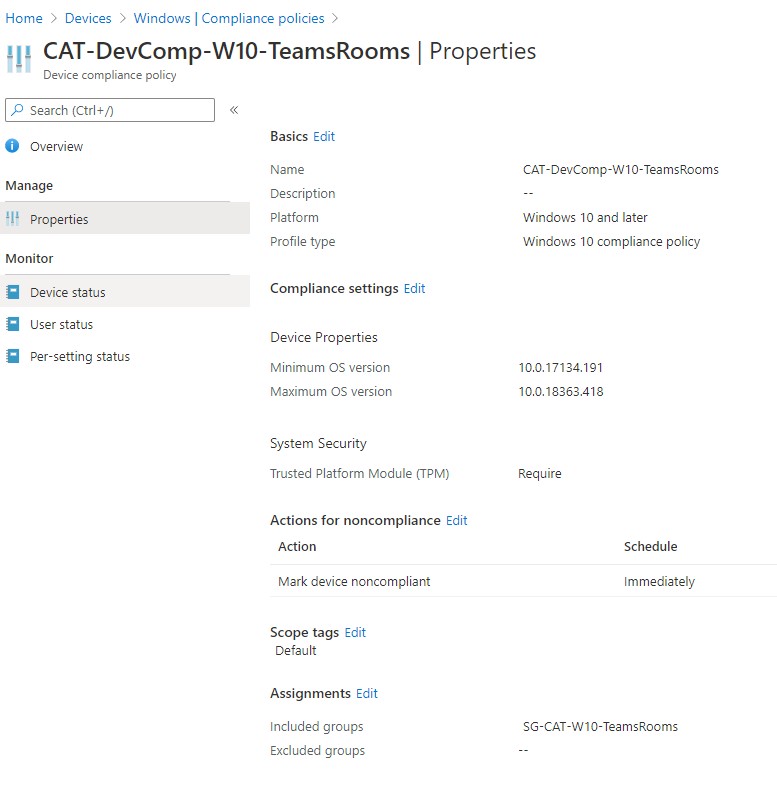 Home > Devices > Windows | Compliance policies >
CAT-DevComp-W10-TeamsRooms | Properties
Device compliance policy
Search (Ctrl+/)
«
Overview
Manage
Properties
Monitor
Device status
User status
Per-setting status
Basics Edit
Name CAT-DevComp-W10-TeamsRooms
Description --
Platform Windows 10 and later
Profile type Windows 10 compliance policy
Compliance settings Edit
Device Properties
Minimum OS version 10.0.17134.191
Maximum OS version 10.0.18363.418
System Security
Trusted Platform Module (TPM) Require
Actions for noncompliance Edit
Action Schedule
Mark device noncompliant Immediately
Scope tags Edit
Default
Assignments Edit
Included groups SG-CAT-W10-TeamsRooms
Excluded groups --